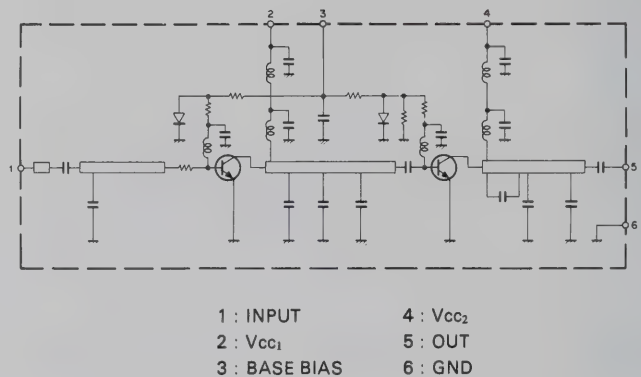 2 3 4
1
5
6
1 : INPUT 4 : Vcc2
2 : Vcc1 5 : OUT
3 : BASE BIAS 6 : GND